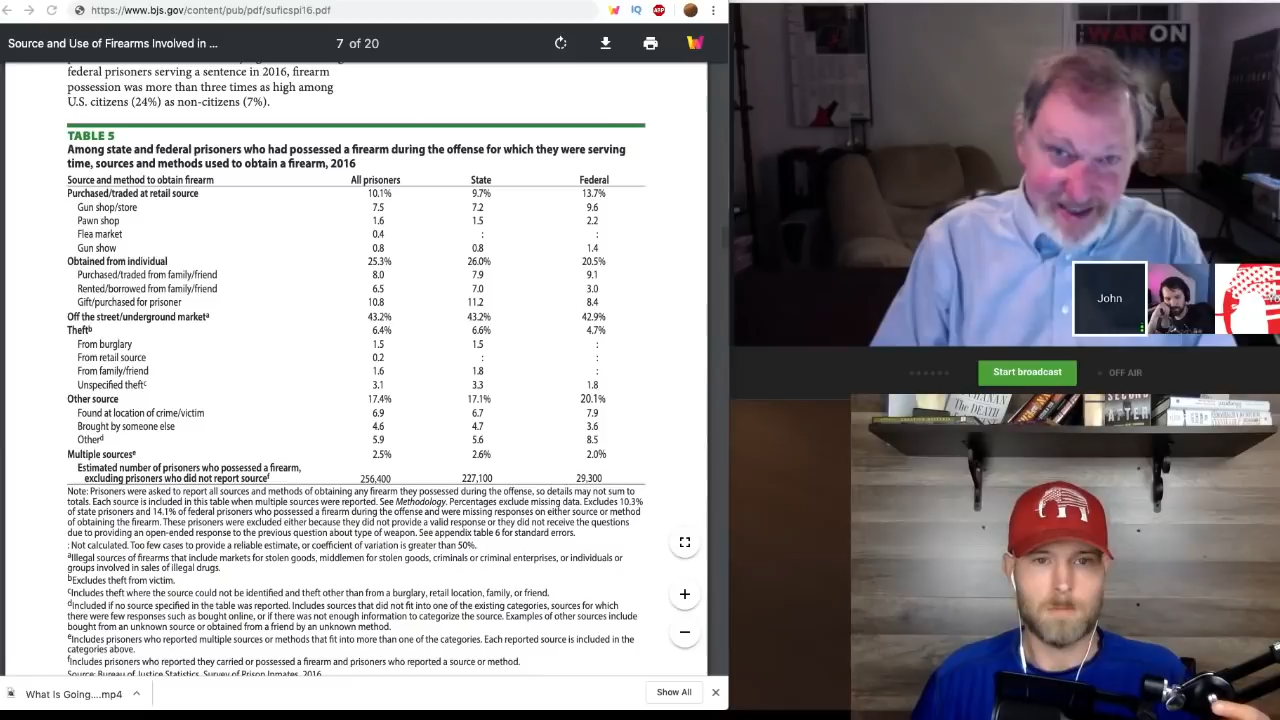 https://www.bjs.gov/content/pub/pdf/suficspi16.pdf
Source and Use of Firearms Involved in ...
7 of 20
federal prisoners serving a sentence in 2016, firearm
possession was more than three times as high among
U.S. citizens (24%) as non-citizens (7%).
TABLE 5
Among state and federal prisoners who had possessed a firearm during the offense for which they were serving
time, sources and methods used to obtain a firearm, 2016
Source and method to obtain firearm All prisoners State Federal
Purchased/traded at retail source 10.1% 9.7% 13.7%
Gun shop/store 7.5 7.2 9.6
Pawn shop 1.6 1.5 2.2
Flea market 0.4 : :
Gun show 0.8 0.8 1.4
Obtained from individual 25.3% 26.0% 20.5%
Purchased/traded from family/friend 8.0 7.9 9.1
Rented/borrowed from family/friend 6.5 7.0 3.0
Gift/purchased for prisoner 10.8 11.2 8.4
Off the street/underground marketa 43.2% 43.2% 42.9%
Theftb 6.4% 6.6% 4.7%
From burglary 1.5 1.5 :
From retail source 0.2 : :
From family/friend 1.6 1.8 :
Unspecified theftc 3.1 3.3 1.8
Other source 17.4% 17.1% 20.1%
Found at location of crime/victim 6.9 6.7 7.9
Brought by someone else 4.6 4.7 3.6
Otherd 5.9 5.6 8.5
Multiple sourcese 2.5% 2.6% 2.0%
Estimated number of prisoners who possessed a firearm,
excluding prisoners who did not report sourcef 256,400 227,100 29,300
Note: Prisoners were asked to report all sources and methods of obtaining any firearm they possessed during the offense, so details may not sum to
totals. Each source is included in this table when multiple sources were reported. See Methodology. Percentages exclude missing data. Excludes 10.3%
of state prisoners and 14.1% of federal prisoners who possessed a firearm during the offense and were missing responses on either source or method
of obtaining the firearm. These prisoners were excluded either because they did not provide a valid response or they did not receive the questions
due to providing an open-ended response to the previous question about type of weapon. See appendix table 6 for standard errors.
: Not calculated. Too few cases to provide a reliable estimate, or coefficient of variation is greater than 50%.
aIllegal sources of firearms that include markets for stolen goods, middlemen for stolen goods, criminals or criminal enterprises, or individuals or
groups involved in sales of illegal drugs.
bExcludes theft from victim.
cIncludes theft where the source could not be identified and theft other than from a burglary, retail location, family, or friend.
dIncluded if no source specified in the table was reported. Includes sources that did not fit into one of the existing categories, sources for which
there were few responses such as bought online, or if there was not enough information to categorize the source. Examples of other sources include
bought from an unknown source or obtained from a friend by an unknown method.
eIncludes prisoners who reported multiple sources or methods that fit into more than one of the categories. Each reported source is included in the
categories above.
fIncludes prisoners who reported they carried or possessed a firearm and prisoners who reported a source or method.
Source: Bureau of Justice Statistics, Survey of Prison Inmates, 2016.
What Is Going....mp4
Show All
WAR ON
John
Start broadcast
OFF AIR
The DEATH
SECOND
AFTER